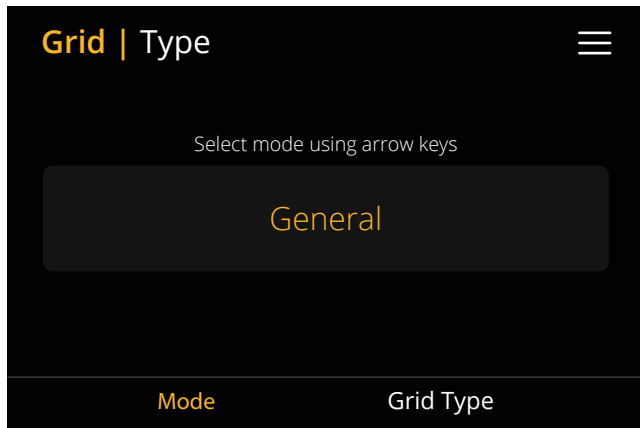 Grid | Type
Select mode using arrow keys
General
Mode Grid Type